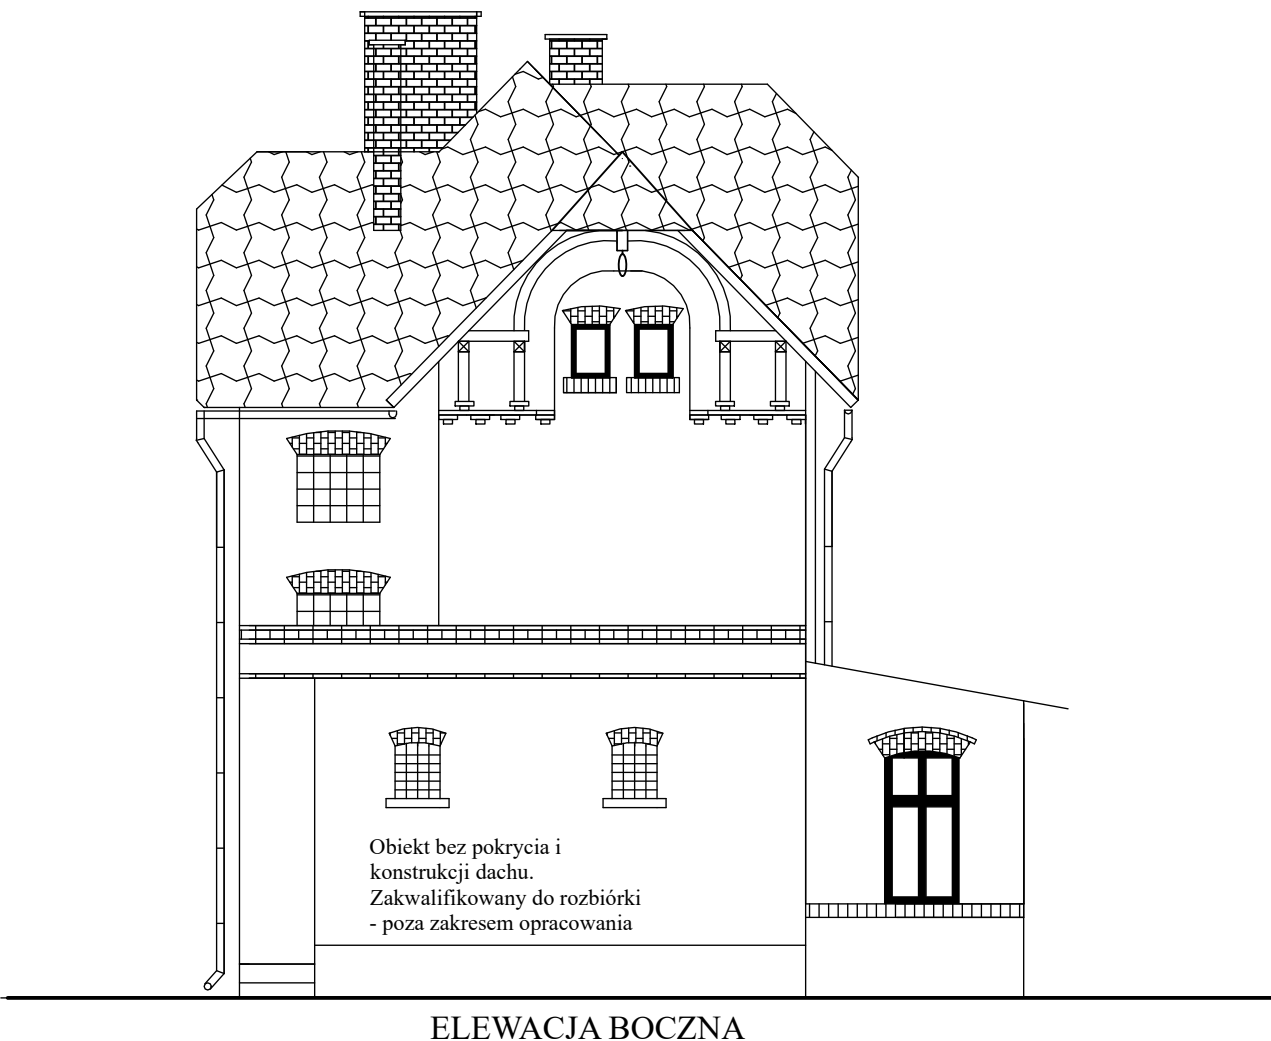 Obiekt bez pokrycia i
konstrukcji dachu.
Zakwalifikowany do rozbiórki
- poza zakresem opracowania
ELEWACJA BOCZNA